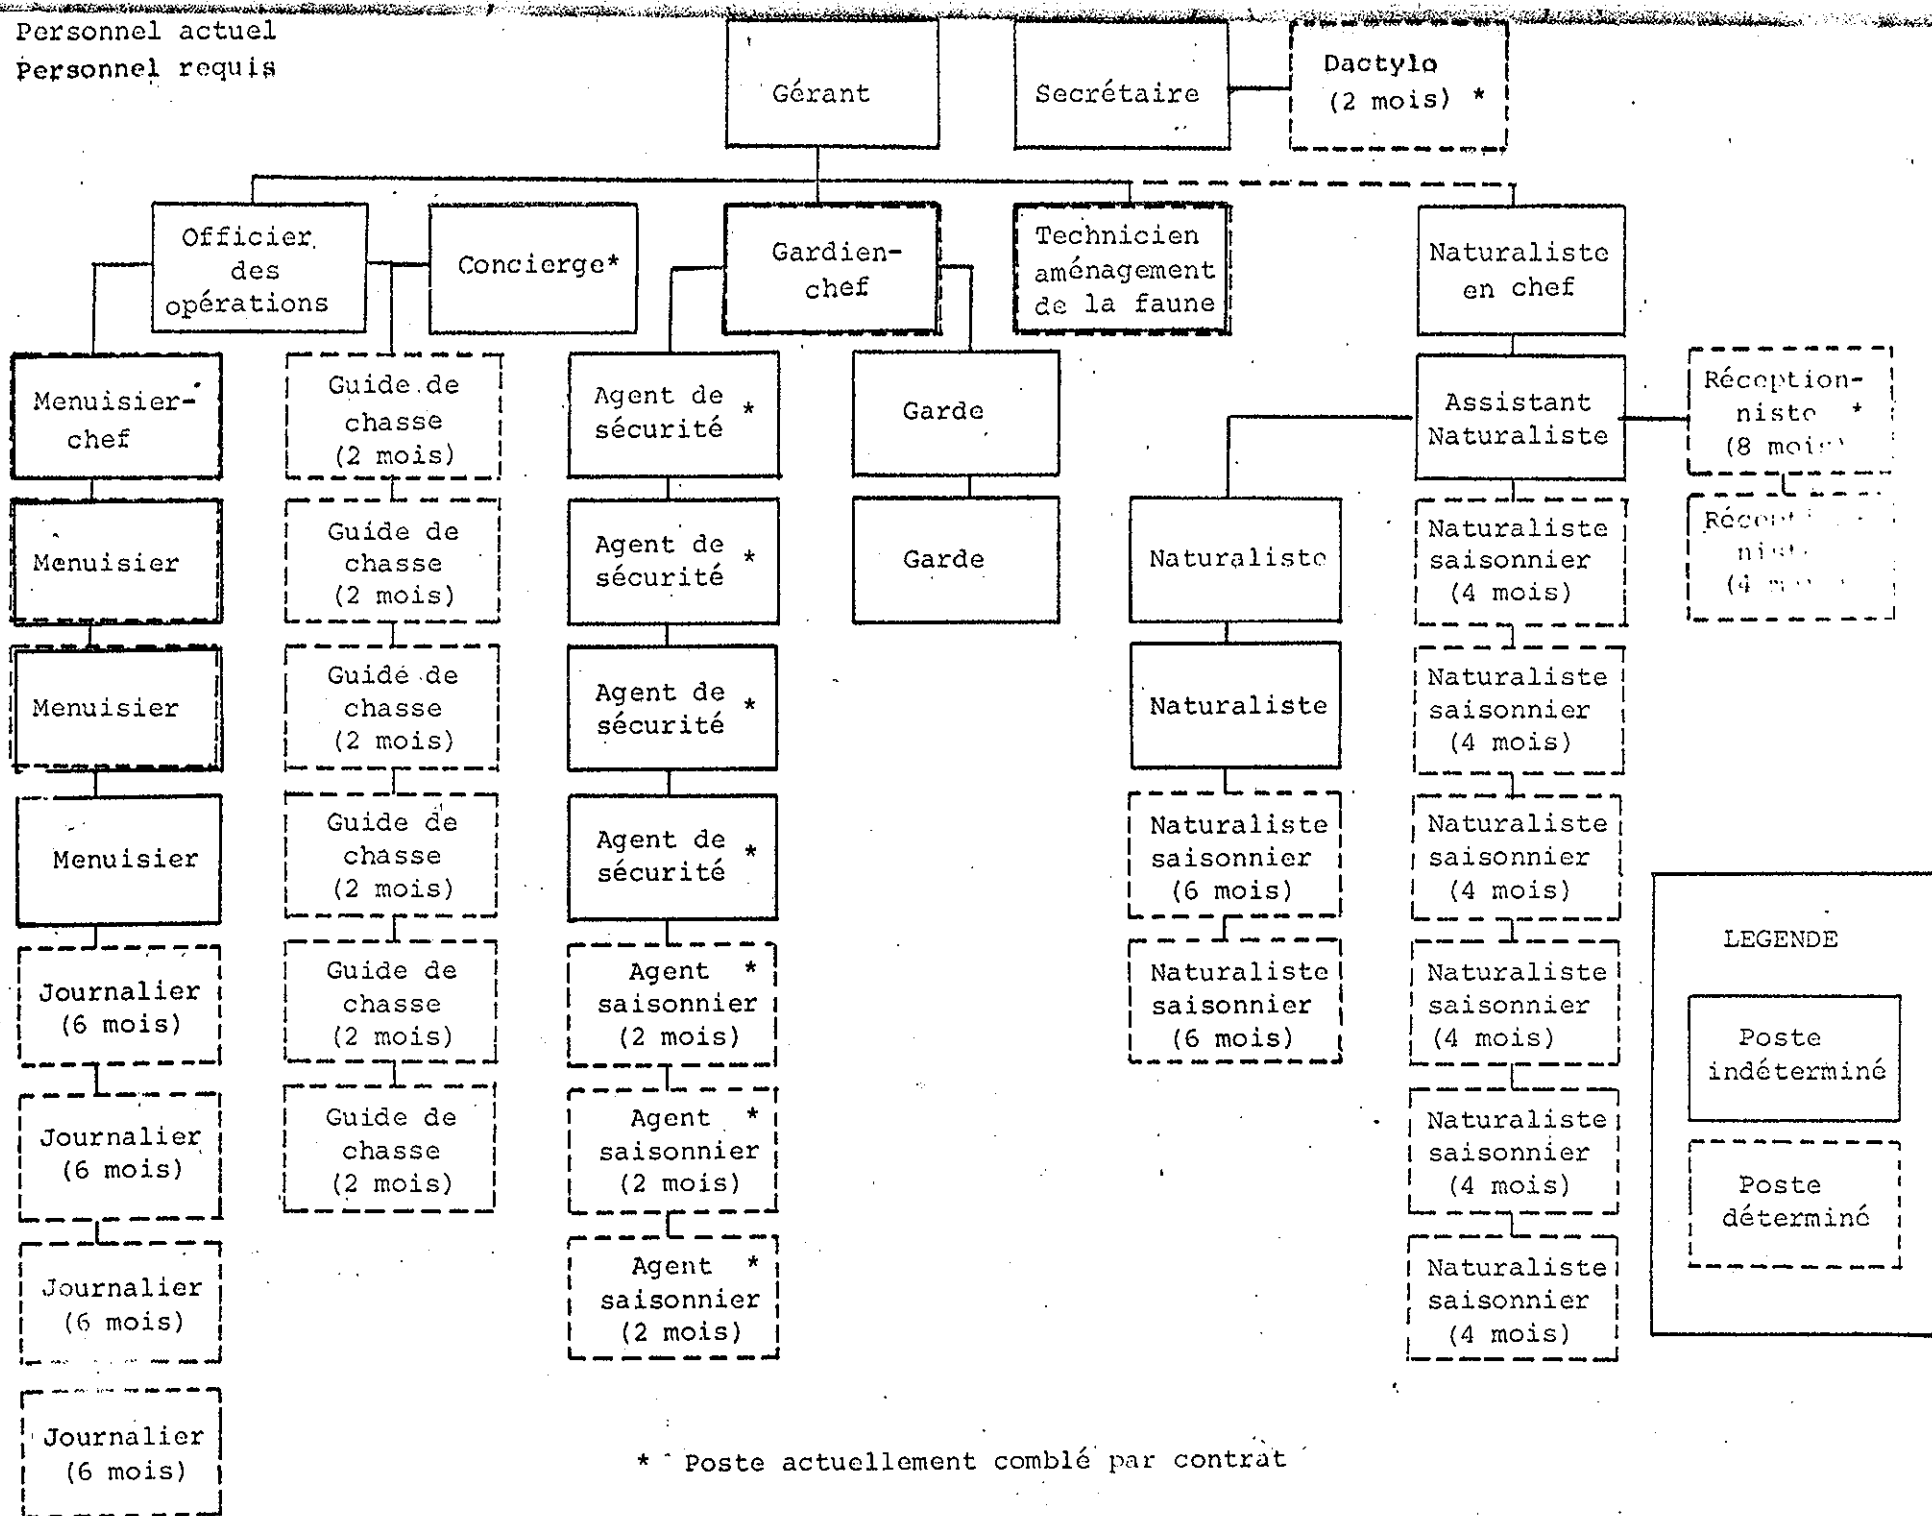 Personnel actuel
Personnel requis
Gérant
Secrétaire
Dactylo
(2 mois) *
Officier
des
opérations
Concierge*
Gardien-
chef
Technicien
aménagement
de la faune
Naturaliste
en chef
Menuisier-
chef
Menuisier
Menuisier
Menuisier
Journalier
(6 mois)
Journalier
(6 mois)
Journalier
(6 mois)
Journalier
(6 mois)
Guide de
chasse
(2 mois)
Guide de
chasse
(2 mois)
Guide de
chasse
(2 mois)
Guide de
chasse
(2 mois)
Guide de
chasse
(2 mois)
Guide de
chasse
(2 mois)
Agent de *
sécurité
Agent de *
sécurité
Agent de *
sécurité
Agent de *
sécurité
Agent *
saisonnier
(2 mois)
Agent *
saisonnier
(2 mois)
Agent *
saisonnier
(2 mois)
Garde
Garde
Assistant
Naturaliste
Naturaliste
Naturaliste
Naturaliste
saisonnier
(6 mois)
Naturaliste
saisonnier
(6 mois)
Naturaliste
saisonnier
(4 mois)
Naturaliste
saisonnier
(4 mois)
Naturaliste
saisonnier
(4 mois)
Naturaliste
saisonnier
(4 mois)
Naturaliste
saisonnier
(4 mois)
Naturaliste
saisonnier
(4 mois)
Réception-
niste *
(8 mois)
(4
LEGENDE
Poste
indéterminé
Poste
déterminé
* Poste actuellement comblé par contrat